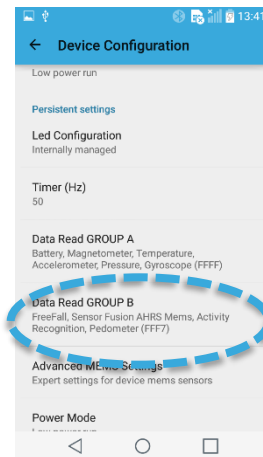 13:41
Device Configuration
Low power run
Persistent settings
Led Configuration
Internally managed
Timer (Hz)
50
Data Read GROUP A
Battery, Magnetometer, Temperature,
Accelerometer, Pressure, Gyroscope (FFFF)
Data Read GROUP B
FreeFall, Sensor Fusion AHRS Mems, Activity
Recognition, Pedometer (FFF7)
Advanced MEMS Settings
Expert settings for device mems sensors
Power Mode